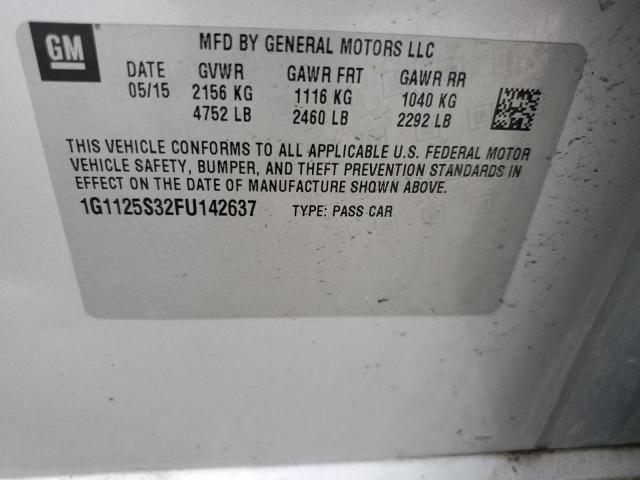 GM
MFD BY GENERAL MOTORS LLC
DATE GVWR GAWR FRT GAWR RR
05/15 2156 KG 1116 KG 1040 KG
4752 LB 2460 LB 2292 LB
THIS VEHICLE CONFORMS TO ALL APPLICABLE U.S. FEDERAL MOTOR
VEHICLE SAFETY, BUMPER, AND THEFT PREVENTION STANDARDS IN
EFFECT ON THE DATE OF MANUFACTURE SHOWN ABOVE.
1G1125S32FU142637 TYPE: PASS CAR